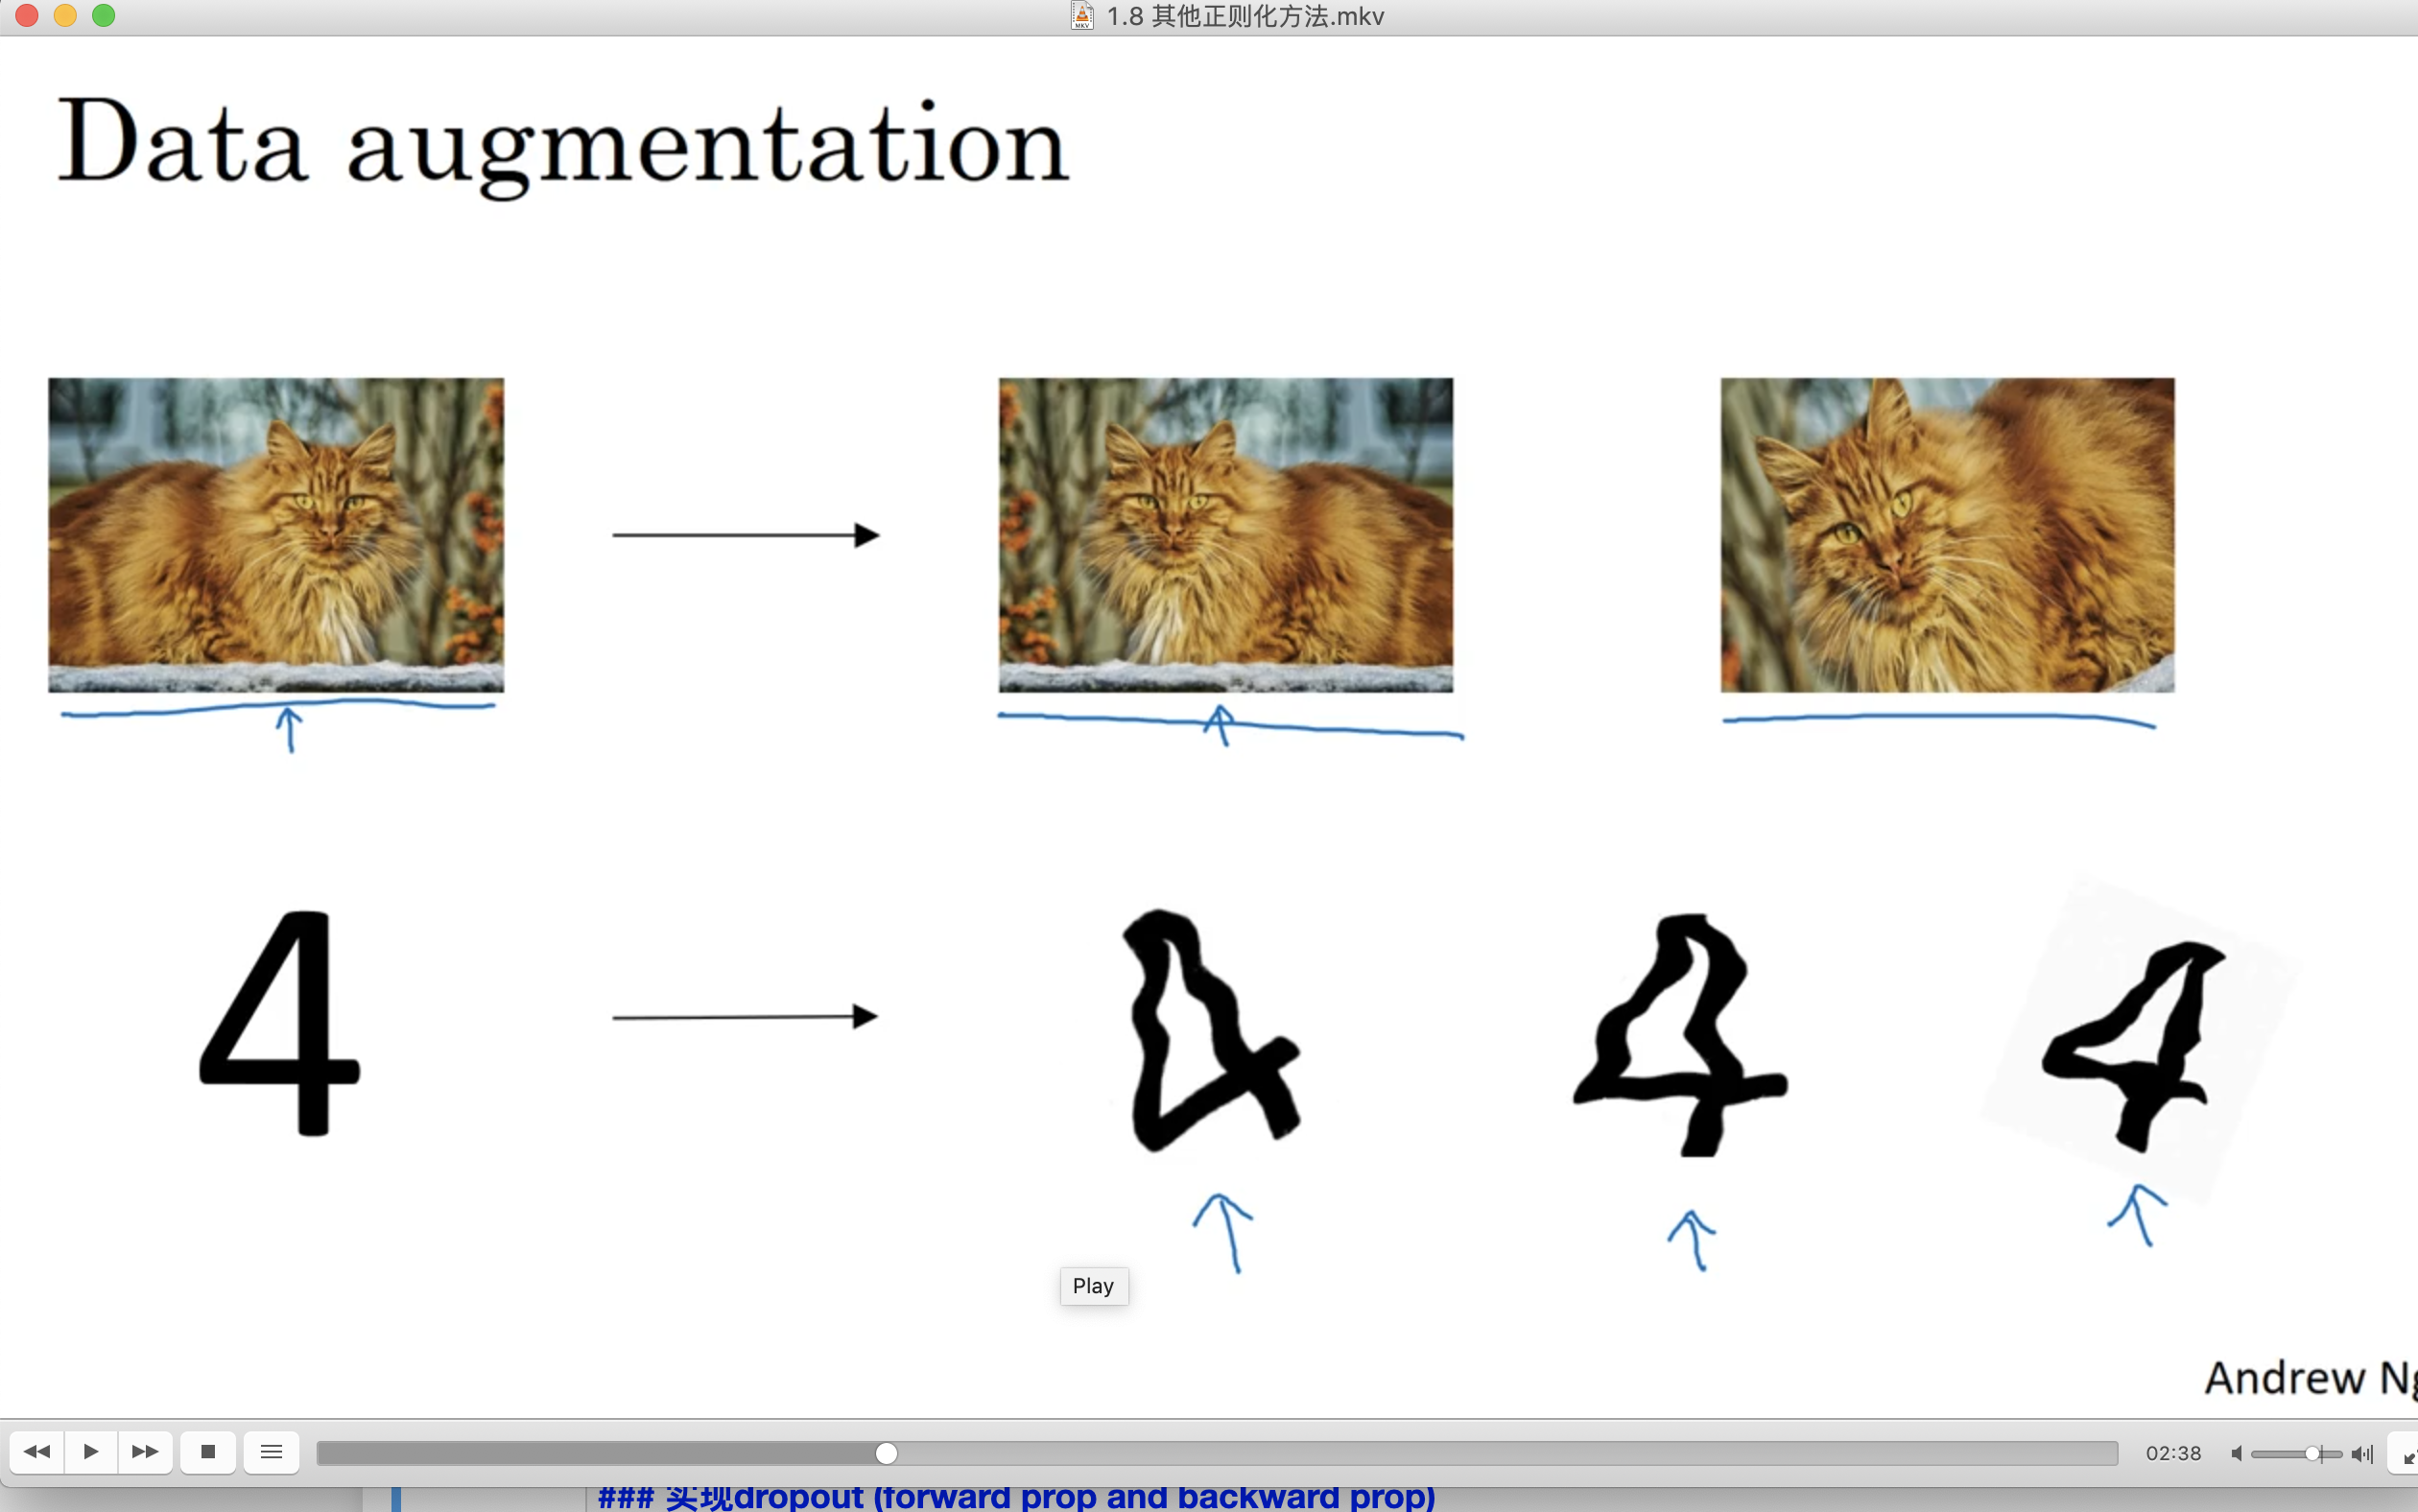 1.8 其他正则化方法.mkv
Data augmentation
4
4
4
4
Play
Andrew Ng
02:38
### 实现dropout (forward prop and backward prop)